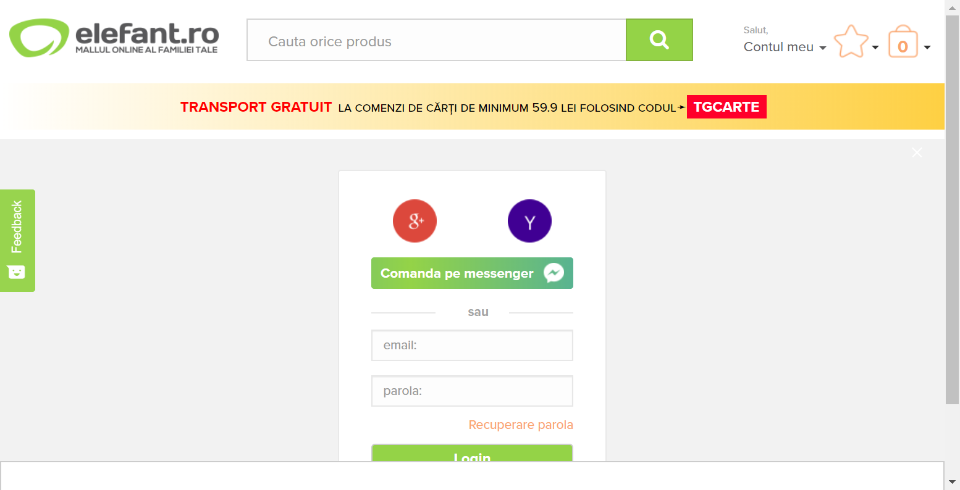 elefant.ro
MALLUL ONLINE AL FAMILIEI TALE
Cauta orice produs
Salut,
Contul meu
0
TRANSPORT GRATUIT LA COMENZI DE CĂRȚI DE MINIMUM 59.9 LEI FOLOSIND CODUL TGCARTE
Feedback
g+
Y
Comanda pe messenger
sau
email:
parola:
Recuperare parola
Login